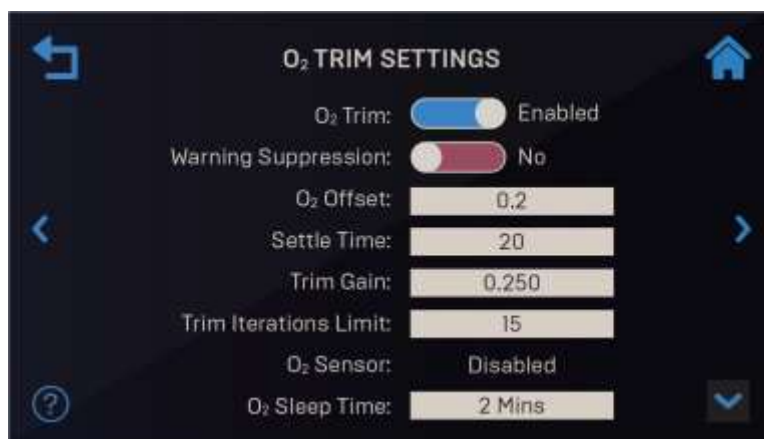 O₂ TRIM SETTINGS
O₂ Trim: Enabled
Warning Suppression: No
O₂ Offset: 0.2
Settle Time: 20
Trim Gain: 0.250
Trim Iterations Limit: 15
O₂ Sensor: Disabled
O₂ Sleep Time: 2 Mins
?